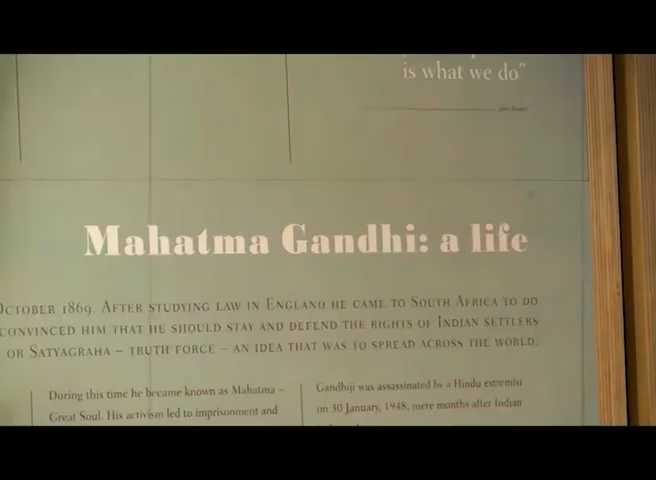 is what we do"
Mahatma Gandhi: a life
OCTOBER 1869. AFTER STUDYING LAW IN ENGLAND HE CAME TO SOUTH AFRICA TO DO
CONVINCED HIM THAT HE SHOULD STAY AND DEFEND THE RIGHTS OF INDIAN SETTLERS
OR SATYAGRAHA – TRUTH FORCE – AN IDEA THAT WAS TO SPREAD ACROSS THE WORLD.
During this time he became known as Mahatma –
Great Soul. His activism led to imprisonment and
Gandhiji was assassinated by a Hindu extremist
on 30 January, 1948, mere months after Indian